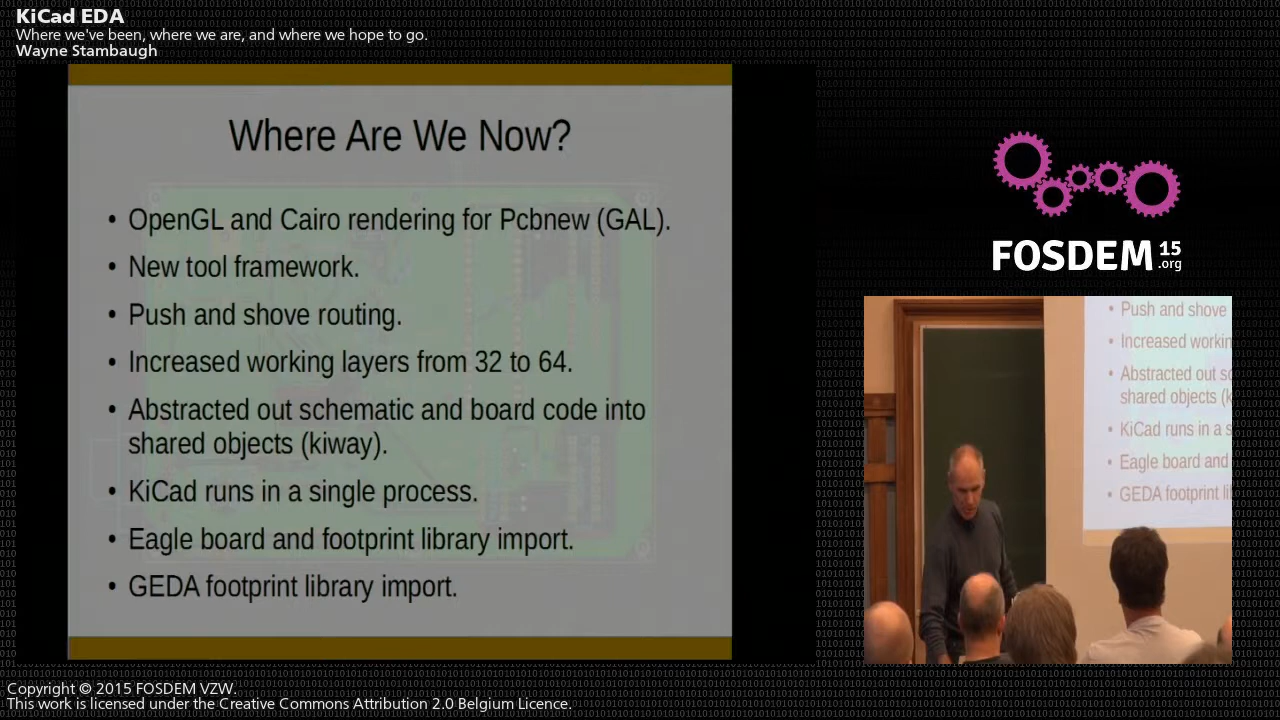 KiCad EDA
Where we've been, where we are, and where we hope to go.
Wayne Stambaugh
Where Are We Now?
• OpenGL and Cairo rendering for Pcbnew (GAL).
• New tool framework.
• Push and shove routing.
• Increased working layers from 32 to 64.
• Abstracted out schematic and board code into
shared objects (kiway).
• KiCad runs in a single process.
• Eagle board and footprint library import.
• GEDA footprint library import.
FOSDEM 15
.org
• Push and shove
• Increased workin
• Abstracted out
shared objects
• KiCad runs in a s
• Eagle board and
• GEDA footprint
Copyright © 2015 FOSDEM VZW.
This work is licensed under the Creative Commons Attribution 2.0 Belgium Licence.